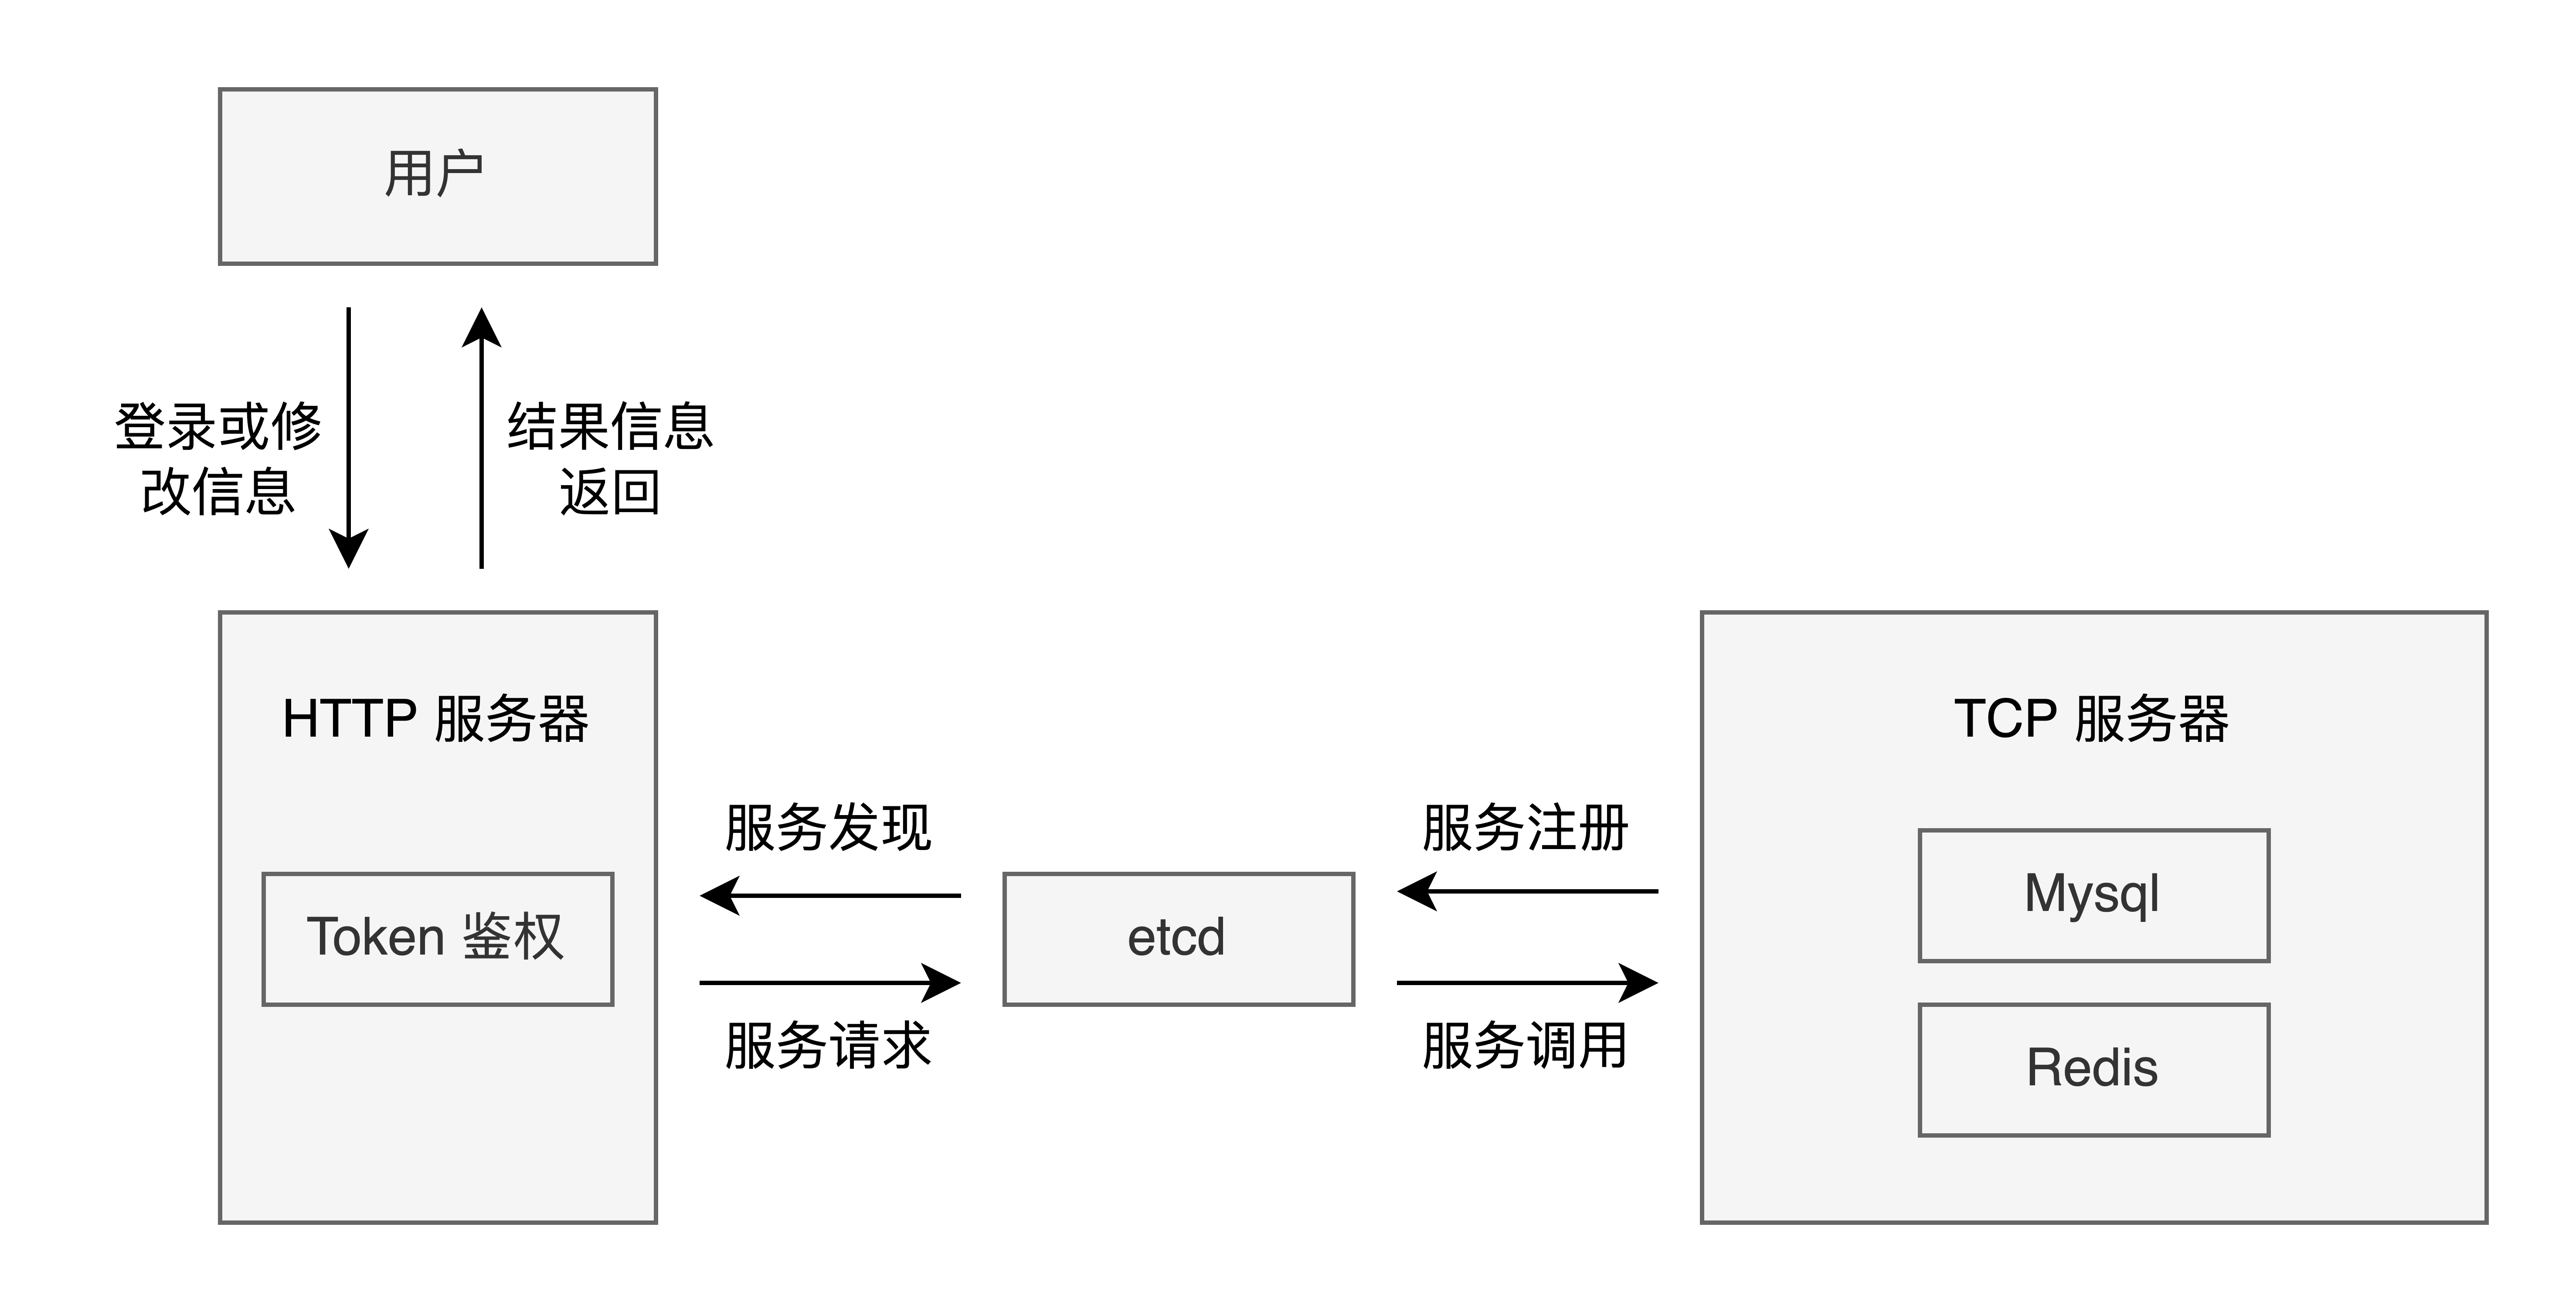 用户
登录或修
改信息
结果信息
返回
HTTP 服务器
Token 鉴权
服务发现
服务请求
etcd
服务注册
服务调用
TCP 服务器
Mysql
Redis